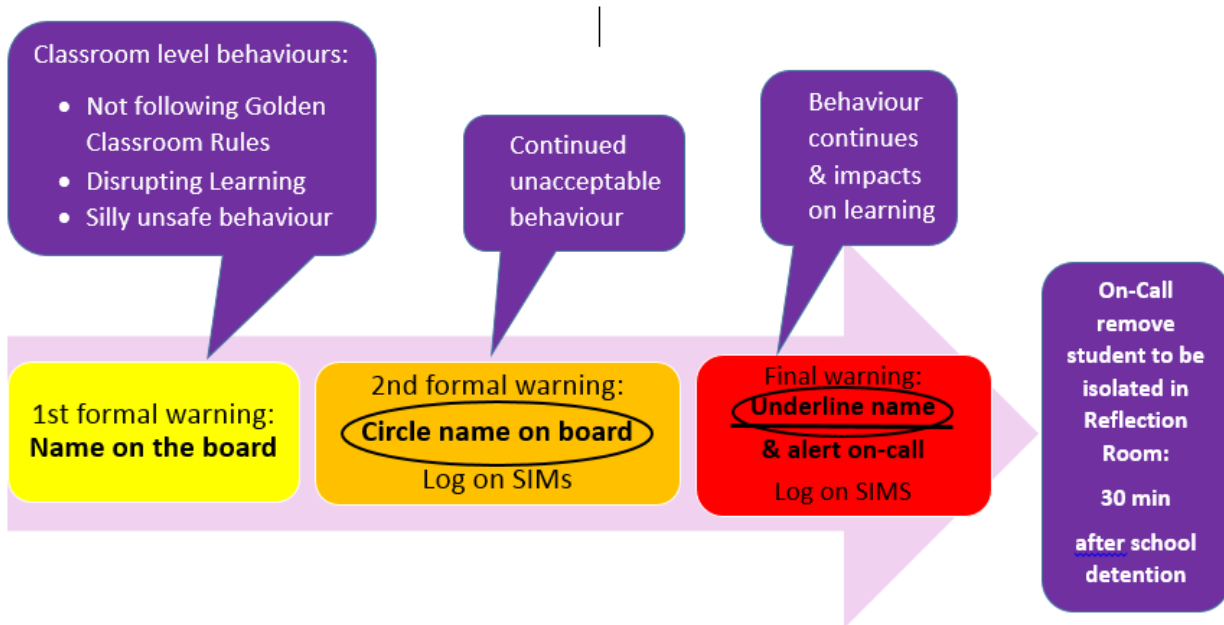 Classroom level behaviours:
• Not following Golden
Classroom Rules
• Disrupting Learning
• Silly unsafe behaviour
Continued
unacceptable
behaviour
Behaviour
continues
& impacts
on learning
1st formal warning:
Name on the board
2nd formal warning:
Circle name on board
Log on SIMs
Final warning:
Underline name
& alert on-call
Log on SIMS
On-Call
remove
student to be
isolated in
Reflection
Room:
30 min
after school
detention